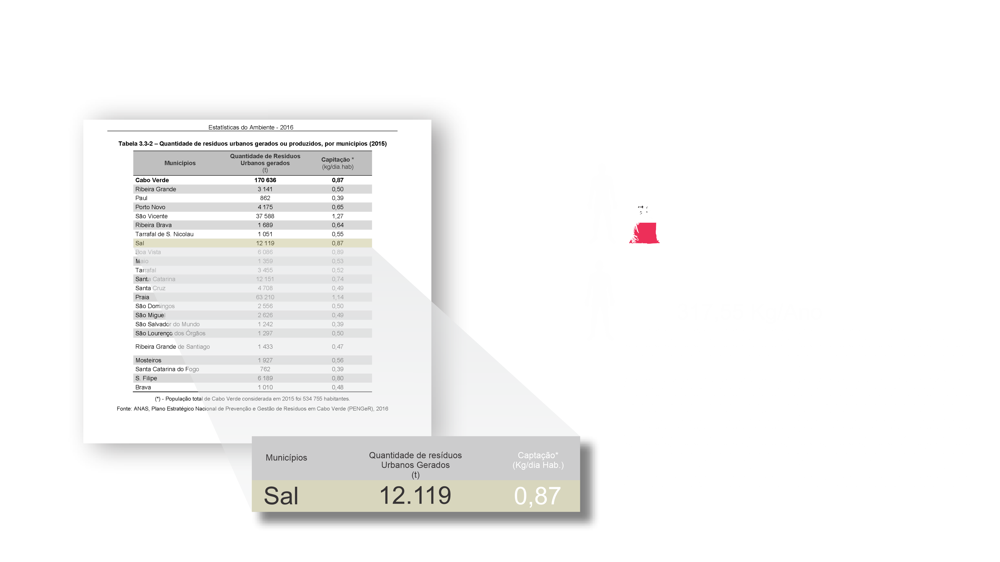 Estatísticas do Ambiente - 2016
Tabela 3.3-2 – Quantidade de resíduos urbanos gerados ou produzidos, por municípios (2015)
Municípios Quantidade de Resíduos Urbanos gerados (t) Capitação * (kg/dia.hab)
Cabo Verde 170 636 0,87
Ribeira Grande 3 141 0,50
Paul 862 0,39
Porto Novo 4 175 0,65
São Vicente 37 588 1,27
Ribeira Brava 1 689 0,64
Tarrafal de S. Nicolau 1 051 0,55
Sal 12 119 0,87
Boa Vista 6 086 0,89
Maio 1 359 0,53
Tarrafal 3 455 0,52
Santa Catarina 12 151 0,74
Santa Cruz 4 708 0,49
Praia 63 210 1,14
São Domingos 2 556 0,50
São Miguel 2 626 0,49
São Salvador do Mundo 1 242 0,39
São Lourenço dos Órgãos 1 297 0,50
Ribeira Grande de Santiago 1 433 0,47
Mosteiros 1 927 0,56
Santa Catarina do Fogo 762 0,39
S. Filipe 6 189 0,80
Brava 1 010 0,48
(*) - População total de Cabo Verde considerada em 2015 foi 534 755 habitantes.
Fonte: ANAS, Plano Estratégico Nacional de Prevenção e Gestão de Resíduos em Cabo Verde (PENGeR), 2016
Municípios Quantidade de resíduos Captação*
Urbanos Gerados (Kg/dia Hab.)
(t)
Sal 12.119 0,87